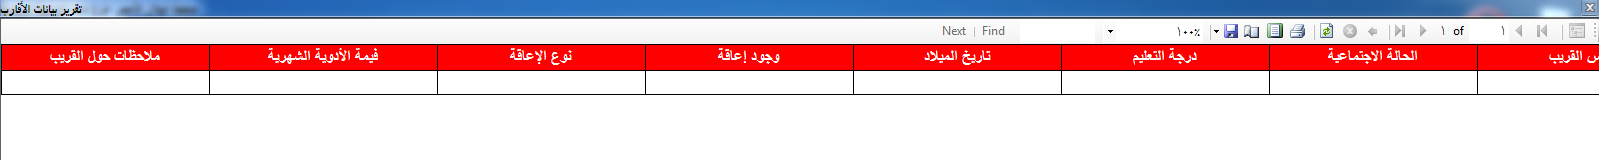 تقرير بيانات الأقارب
١ of ١ ١٠٠٪ Find | Next
القريب الحالة الاجتماعية درجة التعليم تاريخ الميلاد وجود إعاقة نوع الإعاقة قيمة الأدوية الشهرية ملاحظات حول القريب